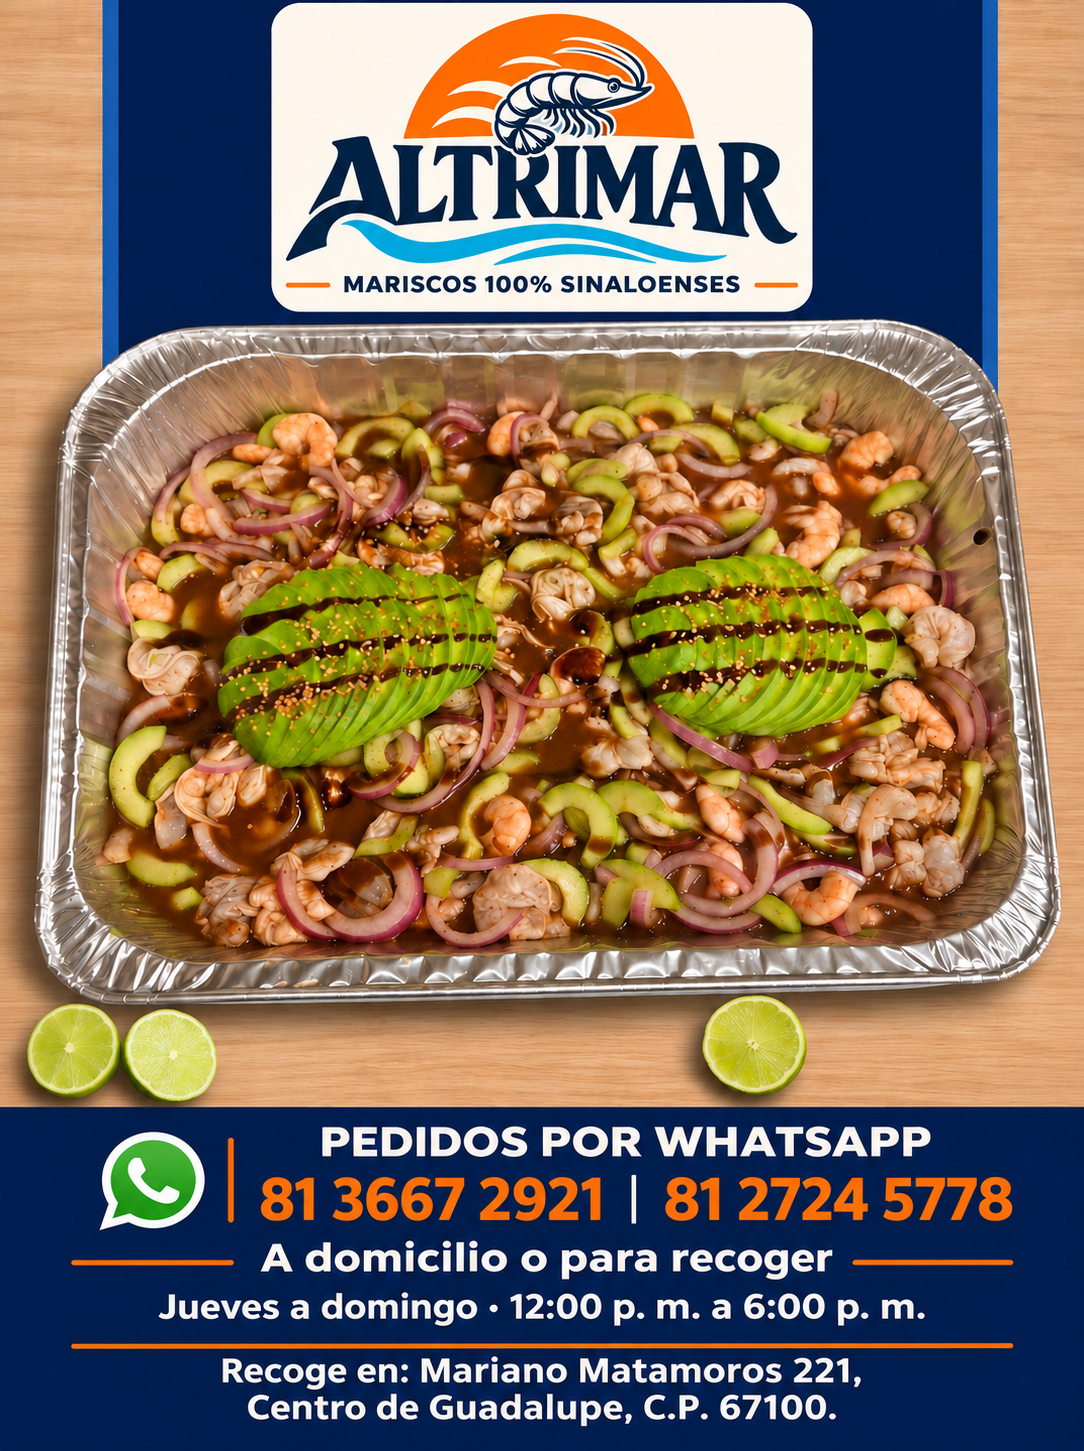 ALTRIMAR
MARISCOS 100% SINALOENSES
PEDIDOS POR WHATSAPP
81 3667 2921 | 81 2724 5778
A domicilio o para recoger
Jueves a domingo • 12:00 p. m. a 6:00 p. m.
Recoge en: Mariano Matamoros 221,
Centro de Guadalupe, C.P. 67100.